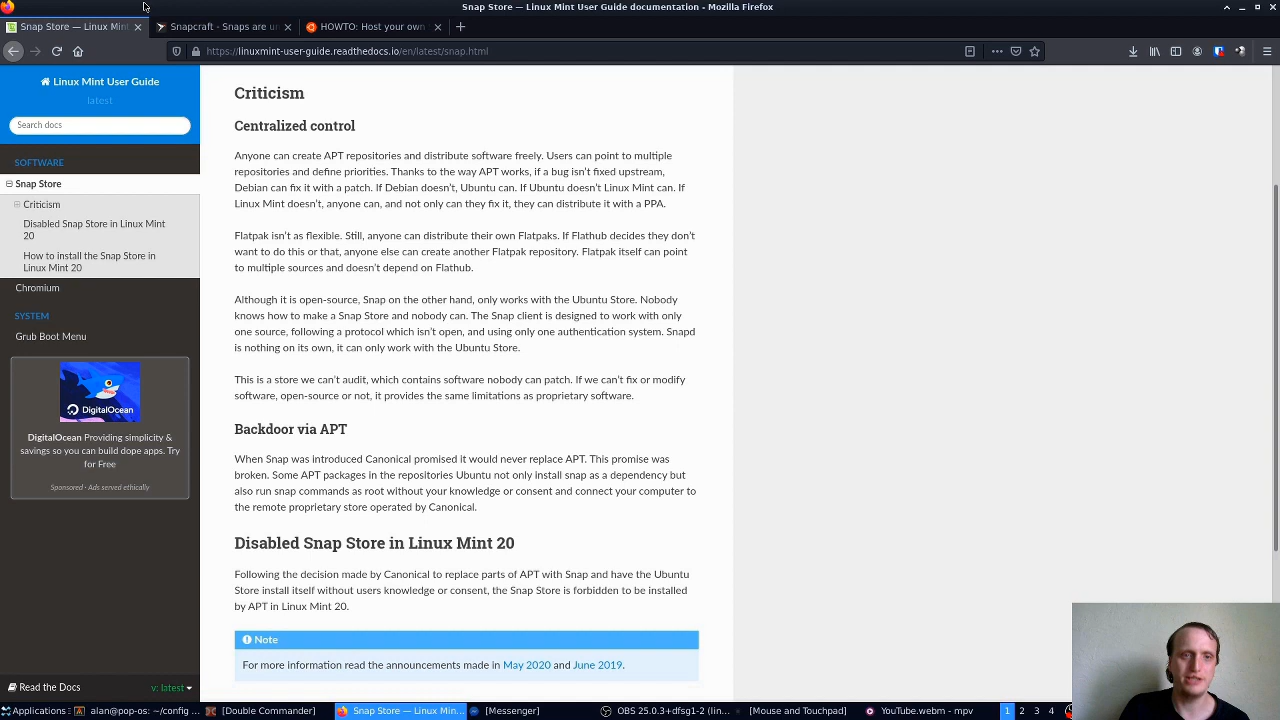 Snap Store — Linux Mint User Guide documentation - Mozilla Firefox
Snap Store — Linux Mint
Snapcraft - Snaps are un
HOWTO: Host your own
https://linuxmint-user-guide.readthedocs.io/en/latest/snap.html
Linux Mint User Guide
latest
Search docs
SOFTWARE
Snap Store
Criticism
Disabled Snap Store in Linux Mint
20
How to install the Snap Store in
Linux Mint 20
Chromium
SYSTEM
Grub Boot Menu
DigitalOcean
DigitalOcean Providing simplicity &
savings so you can build dope apps. Try
for Free
Sponsored · Ads served ethically
Read the Docs
v: latest
Criticism
Centralized control
Anyone can create APT repositories and distribute software freely. Users can point to multiple
repositories and define priorities. Thanks to the way APT works, if a bug isn't fixed upstream,
Debian can fix it with a patch. If Debian doesn't, Ubuntu can. If Ubuntu doesn't Linux Mint can. If
Linux Mint doesn't, anyone can, and not only can they fix it, they can distribute it with a PPA.
Flatpak isn't as flexible. Still, anyone can distribute their own Flatpaks. If Flathub decides they don't
want to do this or that, anyone else can create another Flatpak repository. Flatpak itself can point
to multiple sources and doesn't depend on Flathub.
Although it is open-source, Snap on the other hand, only works with the Ubuntu Store. Nobody
knows how to make a Snap Store and nobody can. The Snap client is designed to work with only
one source, following a protocol which isn't open, and using only one authentication system. Snapd
is nothing on its own, it can only work with the Ubuntu Store.
This is a store we can't audit, which contains software nobody can patch. If we can't fix or modify
software, open-source or not, it provides the same limitations as proprietary software.
Backdoor via APT
When Snap was introduced Canonical promised it would never replace APT. This promise was
broken. Some APT packages in the repositories Ubuntu not only install snap as a dependency but
also run snap commands as root without your knowledge or consent and connect your computer to
the remote proprietary store operated by Canonical.
Disabled Snap Store in Linux Mint 20
Following the decision made by Canonical to replace parts of APT with Snap and have the Ubuntu
Store install itself without users knowledge or consent, the Snap Store is forbidden to be installed
by APT in Linux Mint 20.
Note
For more information read the announcements made in May 2020 and June 2019.
Applications
alan@pop-os: ~/config ...
[Double Commander]
Snap Store — Linux Min...
[Messenger]
OBS 25.0.3+dfsg1-2 (lin...
[Mouse and Touchpad]
YouTube.webm - mpv
1 2 3 4